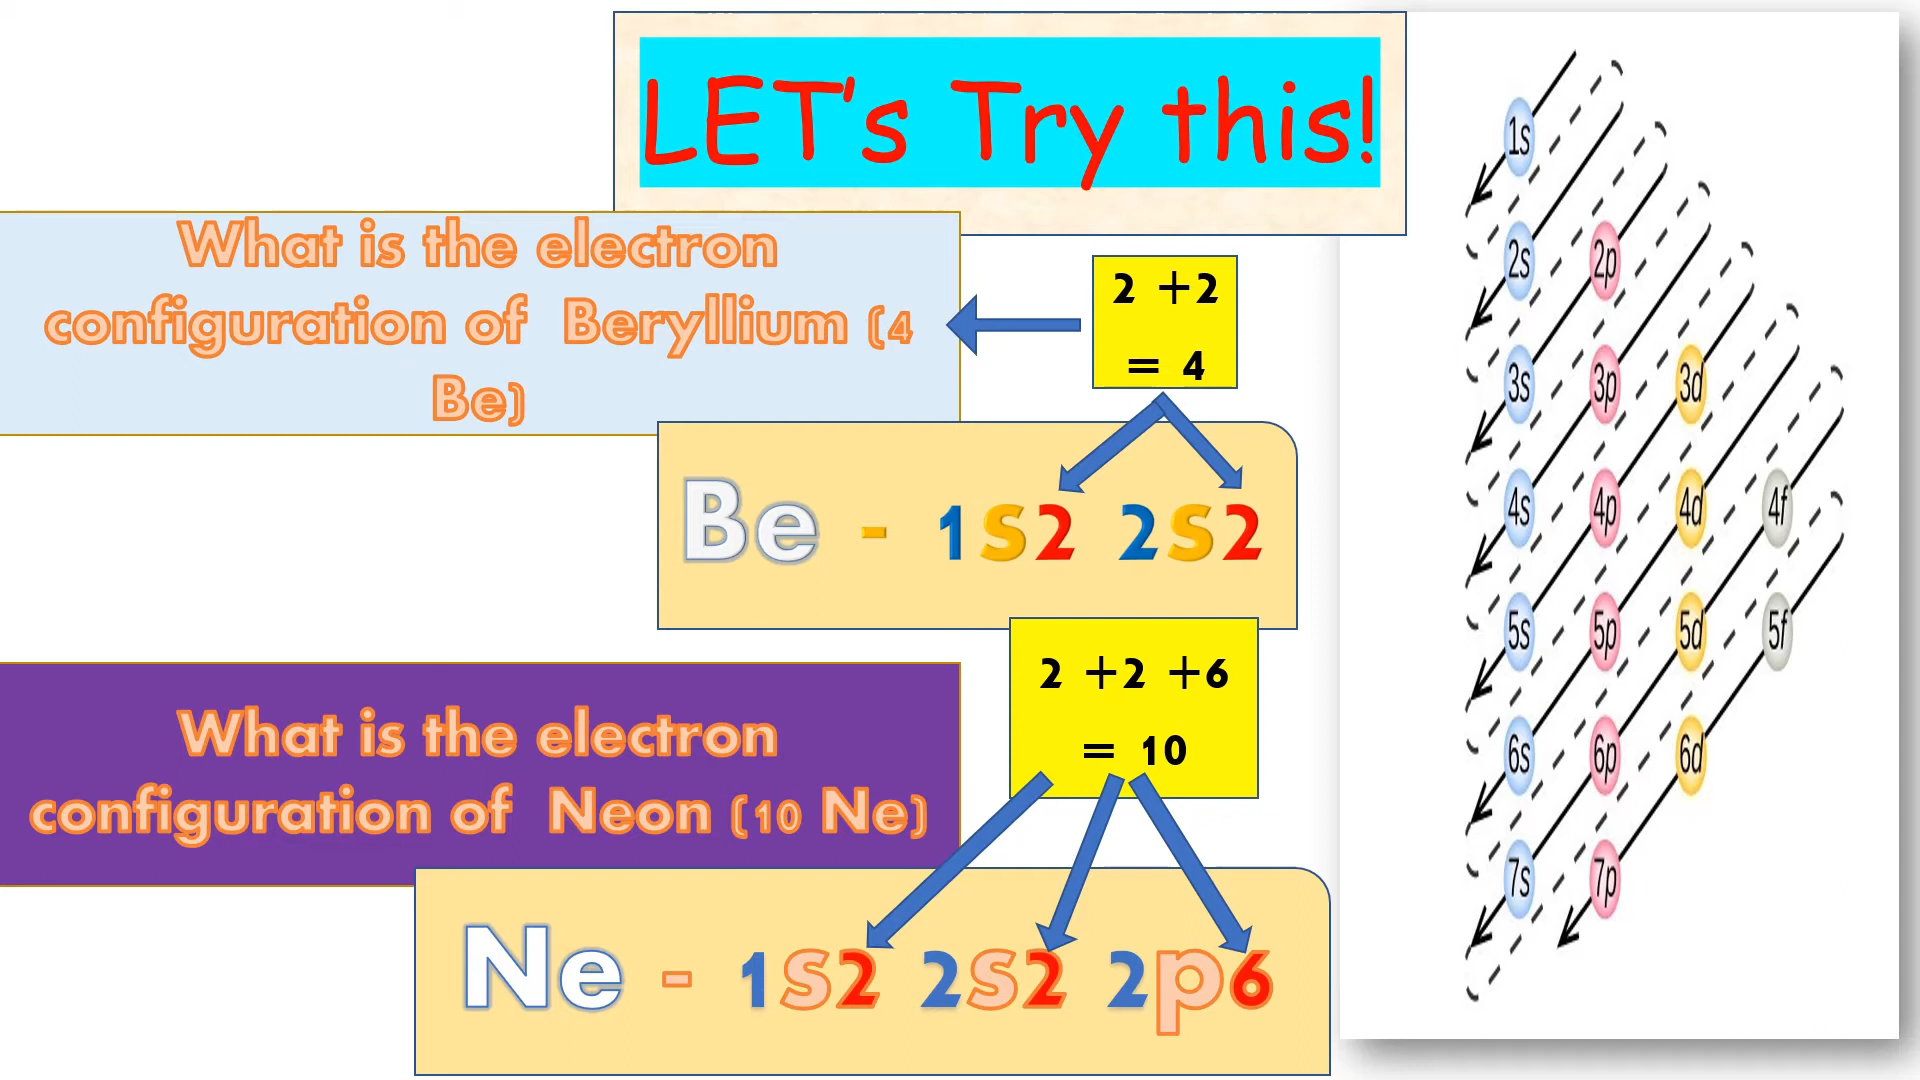 LET's Try this!
What is the electron
configuration of Beryllium (4
Be)
2 +2
= 4
Be - 1s2 2s2
2 +2 +6
= 10
What is the electron
configuration of Neon (10 Ne)
Ne - 1s2 2s2 2p6
1s
2s 2p
3s 3p 3d
4s 4p 4d 4f
5s 5p 5d 5f
6s 6p 6d
7s 7p